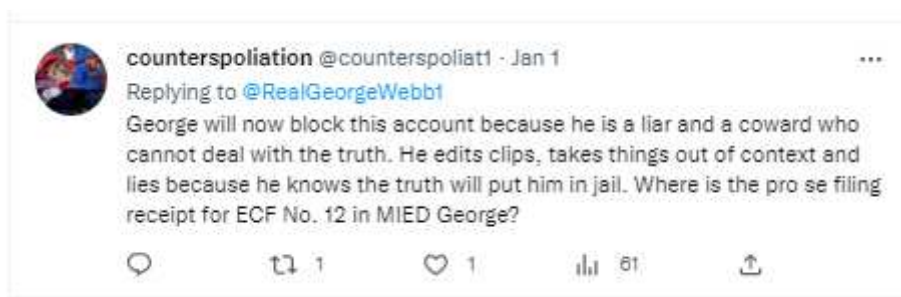 counterspoliation @counterspoliat1 · Jan 1 ...
Replying to @RealGeorgeWebb1
George will now block this account because he is a liar and a coward who
cannot deal with the truth. He edits clips, takes things out of context and
lies because he knows the truth will put him in jail. Where is the pro se filing
receipt for ECF No. 12 in MIED George?
1 1 61